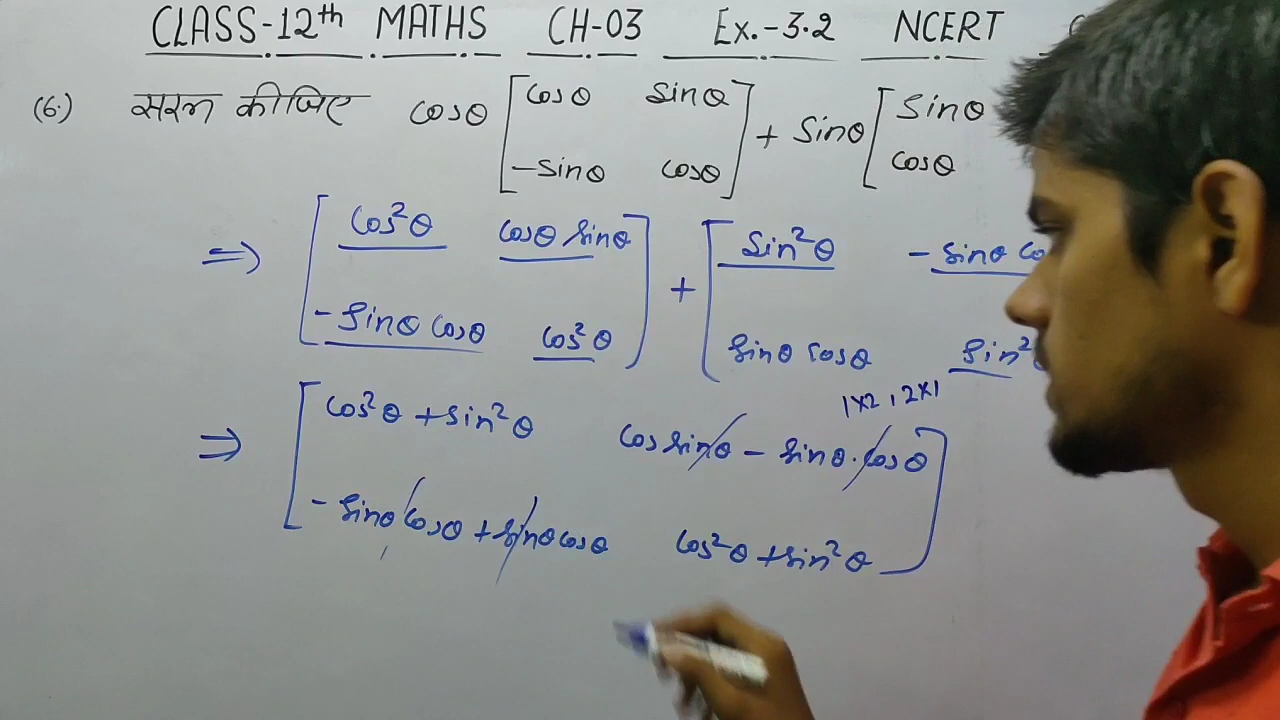 CLASS-12th MATHS CH-03 Ex.-3.2 NCERT
(6.) सरल कीजिए cosθ [cosθ sinθ] + sinθ [sinθ
-sinθ cosθ cosθ
⇒ [cos²θ cosθ sinθ] + [sin²θ - sinθ
-sinθ cosθ cos²θ sinθ cosθ sin²
1×2, 2×1
⇒ [cos²θ + sin²θ cos sinθ - sinθ.cosθ]
-sinθ cosθ + sinθ cosθ cos²θ + sin²θ